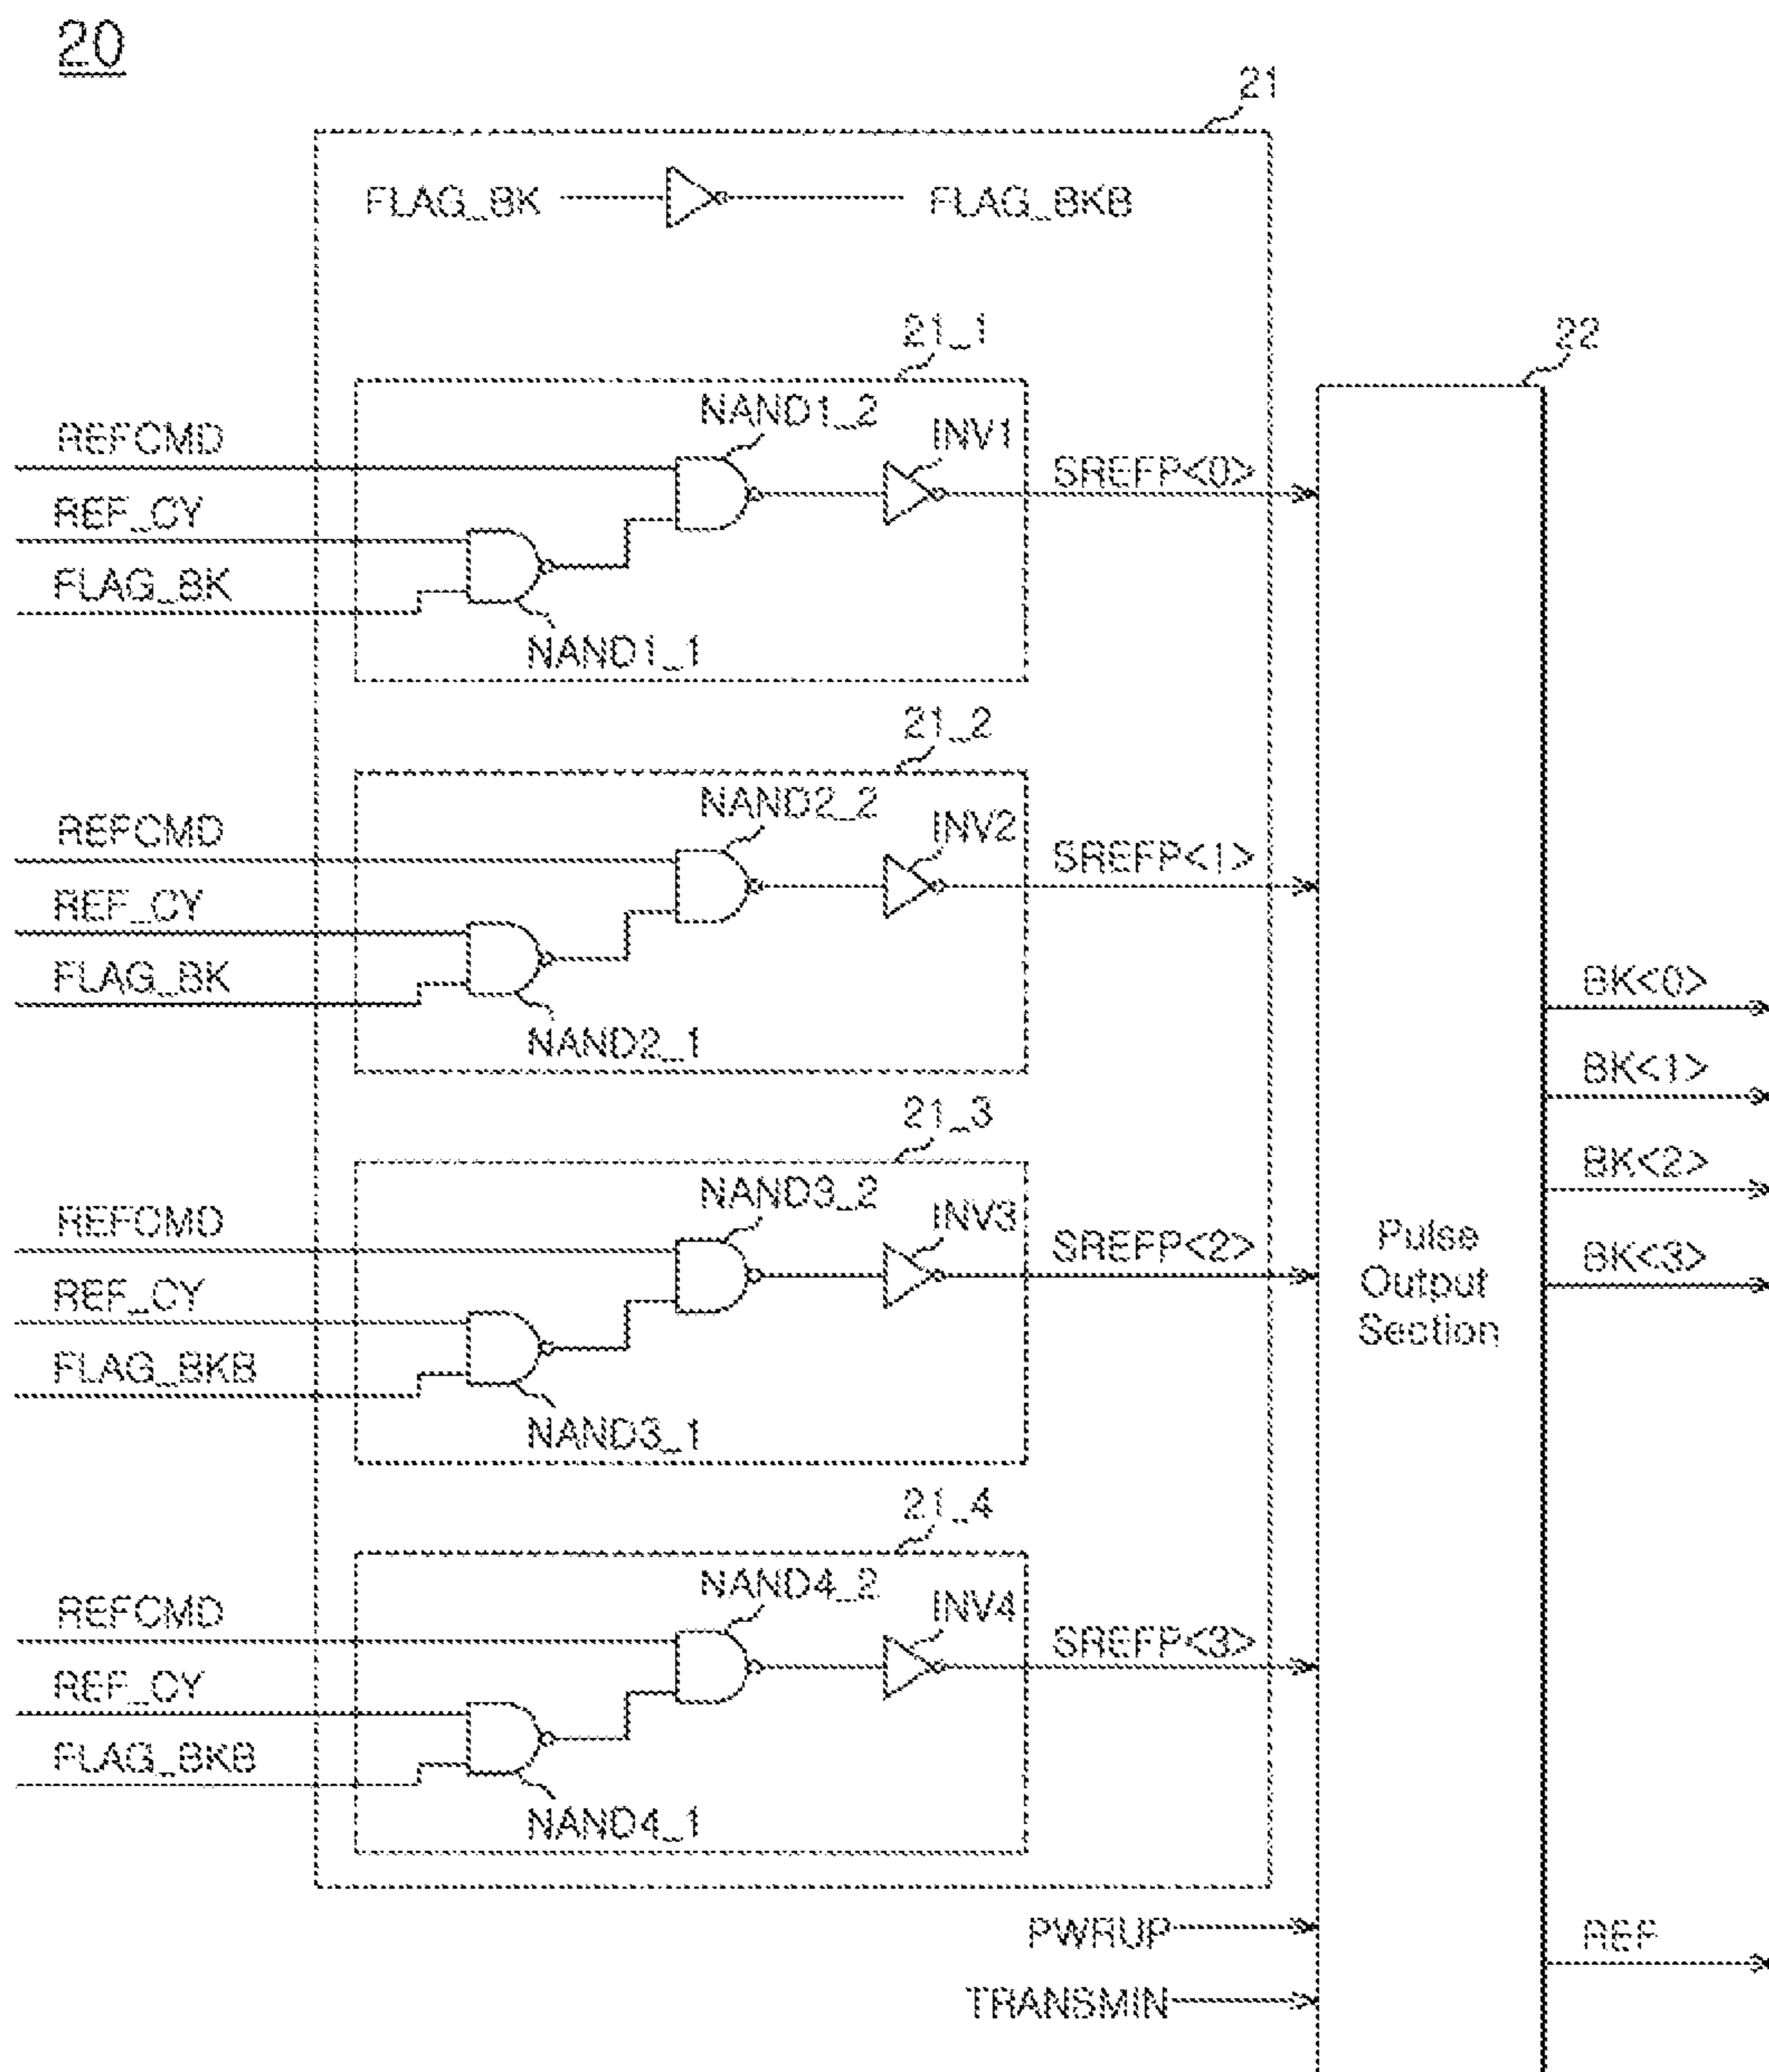 20
21
FLAG_BK
FLAG_BKB
21_1
22
NAND1_2
INV1
REFCMD
SREFP<0>
REF_CY
FLAG_BK
NAND1_1
21_2
NAND2_2
INV2
REFCMD
SREFP<1>
REF_CY
FLAG_BK
BK<0>
NAND2_1
BK<1>
21_3
BK<2>
NAND3_2
INV3
REFCMD
SREFP<2>
BK<3>
Pulse
Output
Section
REF_CY
FLAG_BKB
NAND3_1
21_4
NAND4_2
INV4
REFCMD
SREFP<3>
REF_CY
FLAG_BKB
NAND4_1
PWRUP
REF
TRANSMIN